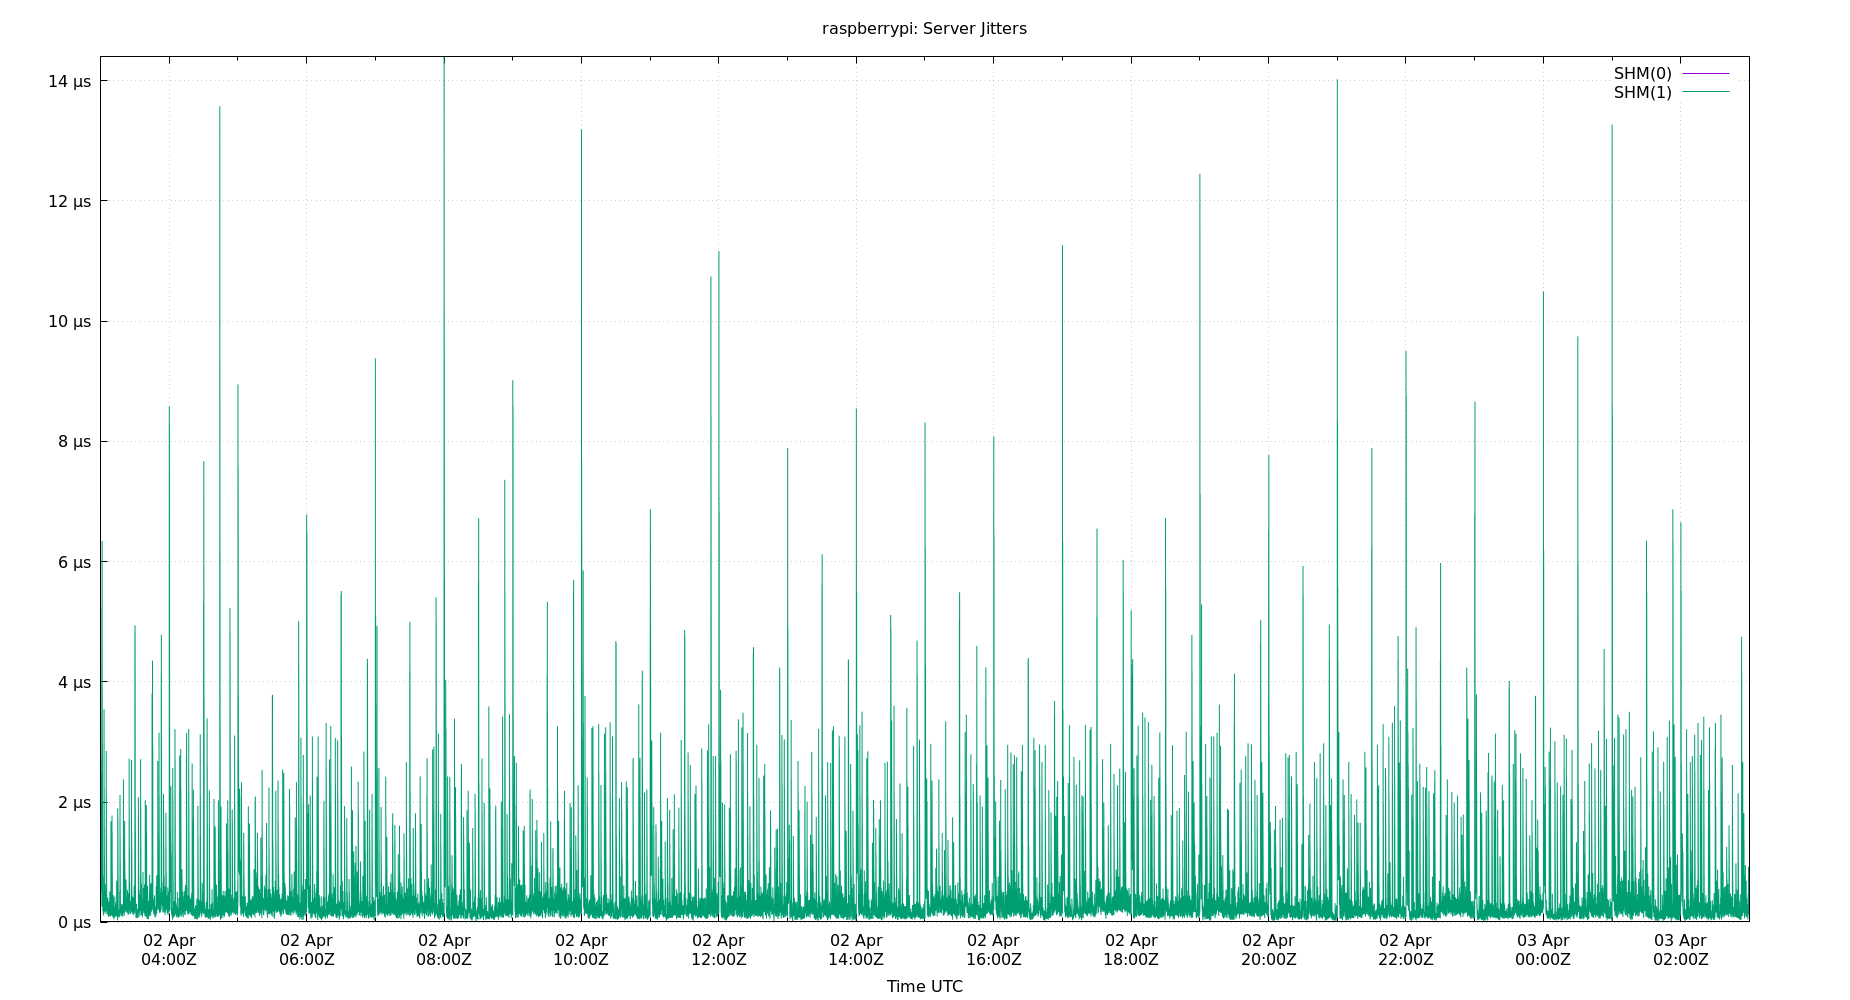 raspberrypi: Server Jitters
SHM(0)
SHM(1)
14 µs
12 µs
10 µs
8 µs
6 µs
4 µs
2 µs
0 µs
02 Apr 02 Apr 02 Apr 02 Apr 02 Apr 02 Apr 02 Apr 02 Apr 02 Apr 02 Apr 03 Apr 03 Apr
04:00Z 06:00Z 08:00Z 10:00Z 12:00Z 14:00Z 16:00Z 18:00Z 20:00Z 22:00Z 00:00Z 02:00Z
Time UTC